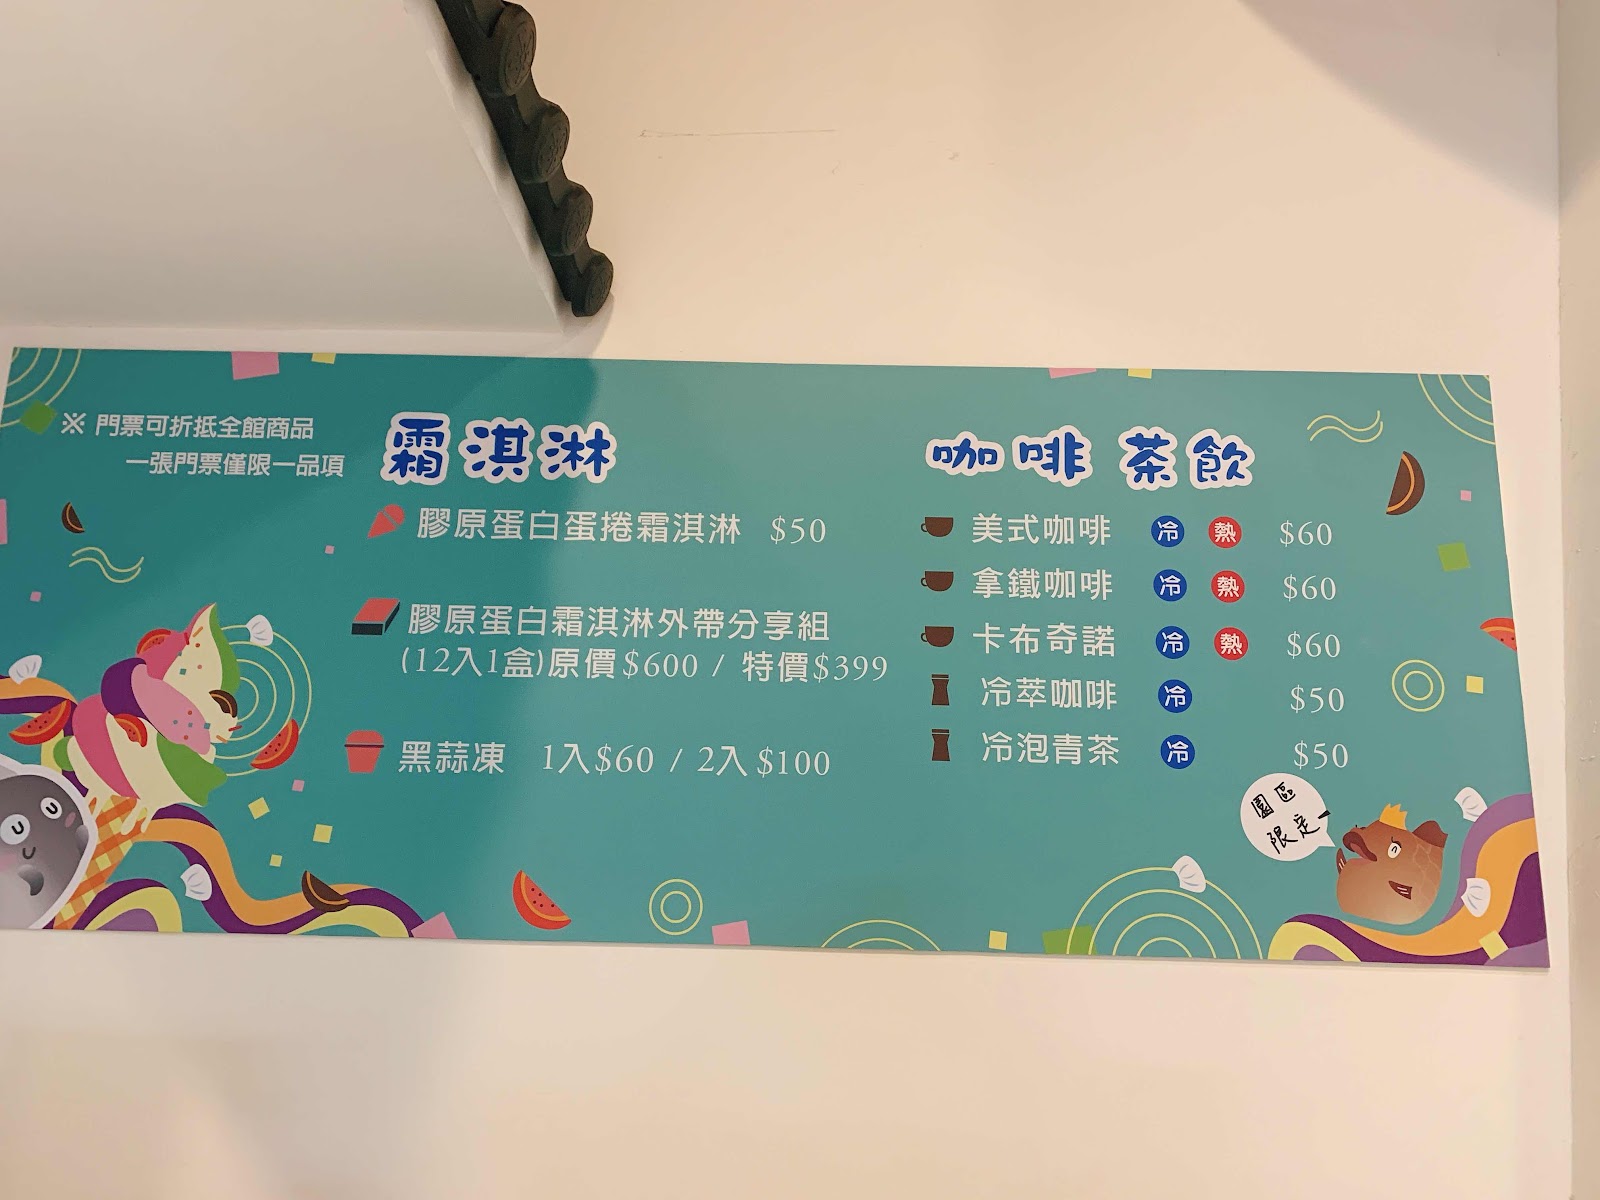 ※ 門票可折抵全館商品
一張門票僅限一品項
霜淇淋
膠原蛋白蛋捲霜淇淋 $50
膠原蛋白霜淇淋外帶分享組
(12入1盒)原價$600 / 特價$399
黑蒜凍 1入$60 / 2入$100
咖啡 茶飲
美式咖啡 冷 熱 $60
拿鐵咖啡 冷 熱 $60
卡布奇諾 冷 熱 $60
冷萃咖啡 冷 $50
冷泡青茶 冷 $50
園區
限定